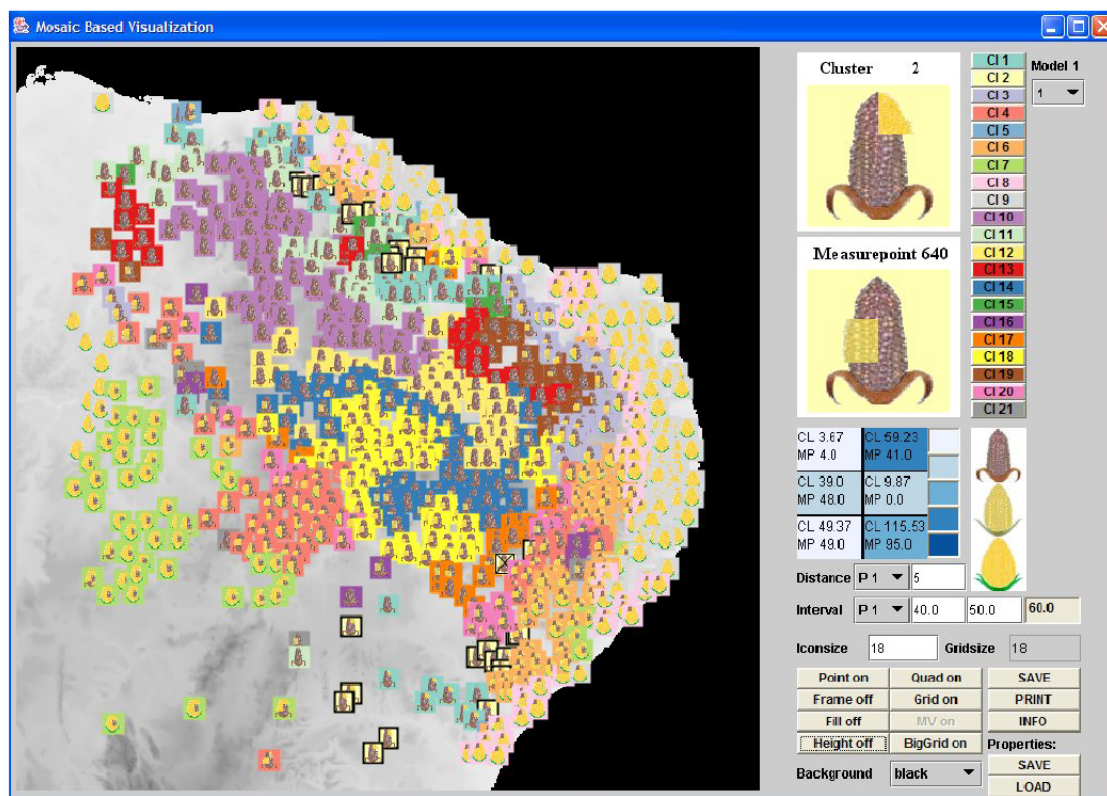 Mosaic Based Visualization
Cluster 2
Measurepoint 640
Cl 1
Cl 2
Cl 3
Cl 4
Cl 5
Cl 6
Cl 7
Cl 8
Cl 9
Cl 10
Cl 11
Cl 12
Cl 13
Cl 14
Cl 15
Cl 16
Cl 17
Cl 18
Cl 19
Cl 20
Cl 21
Model 1
1
CL 3.67 CL 59.23
MP 4.0 MP 41.0
CL 39.0 CL 9.87
MP 48.0 MP 0.0
CL 49.37 CL 115.53
MP 49.0 MP 95.0
Distance P 1 5
Interval P 1 40.0 50.0 60.0
Iconsize 18 Gridsize 18
Point on Quad on SAVE
Frame off Grid on PRINT
Fill off MV on INFO
Height off BigGrid on Properties:
Background black SAVE
LOAD